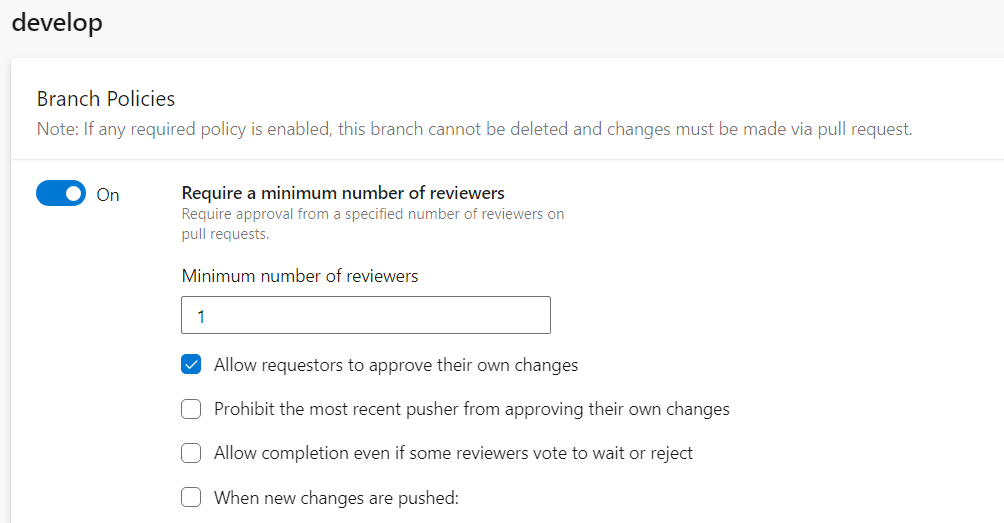 develop
Branch Policies
Note: If any required policy is enabled, this branch cannot be deleted and changes must be made via pull request.
On
Require a minimum number of reviewers
Require approval from a specified number of reviewers on
pull requests.
Minimum number of reviewers
1
Allow requestors to approve their own changes
Prohibit the most recent pusher from approving their own changes
Allow completion even if some reviewers vote to wait or reject
When new changes are pushed: